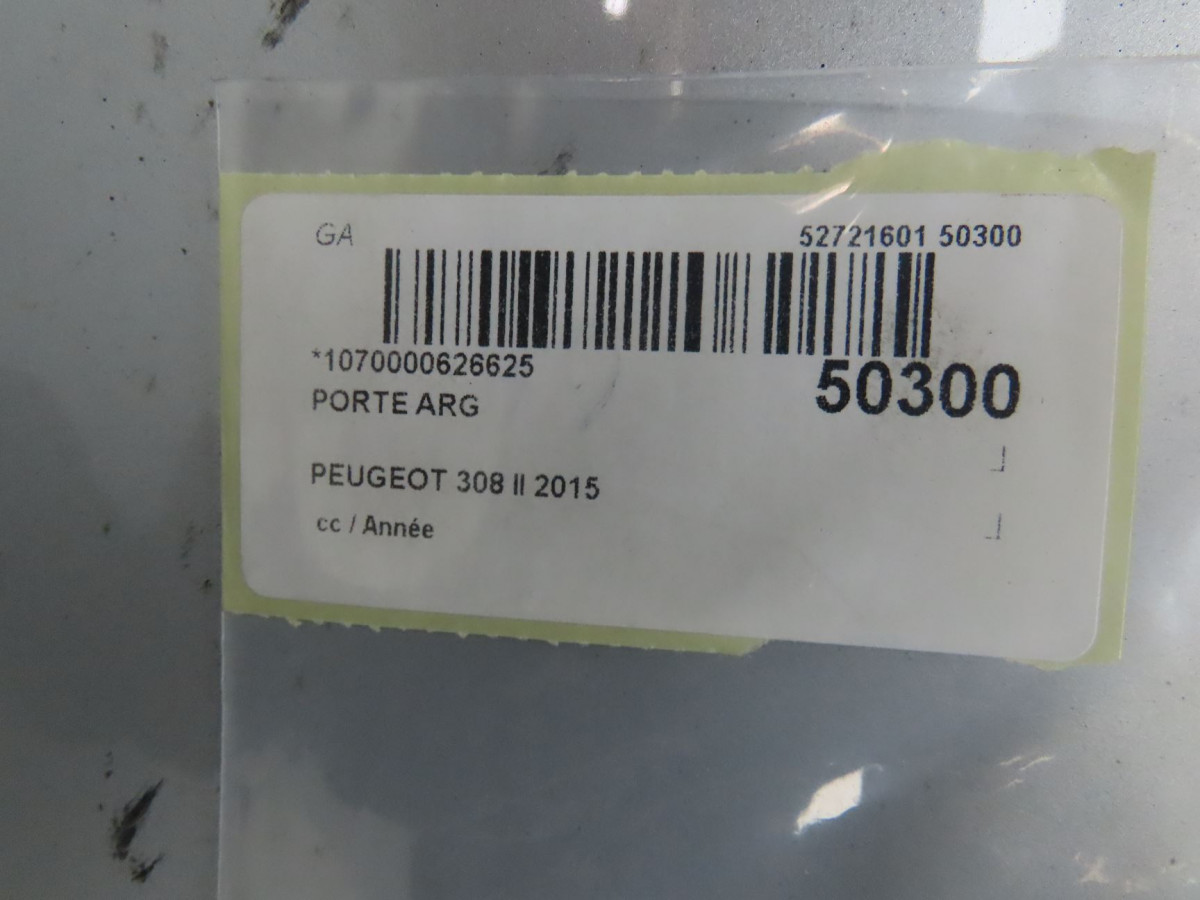 GA
52721601 50300
*1070000626625
50300
PORTE ARG
PEUGEOT 308 II 2015
cc / Année